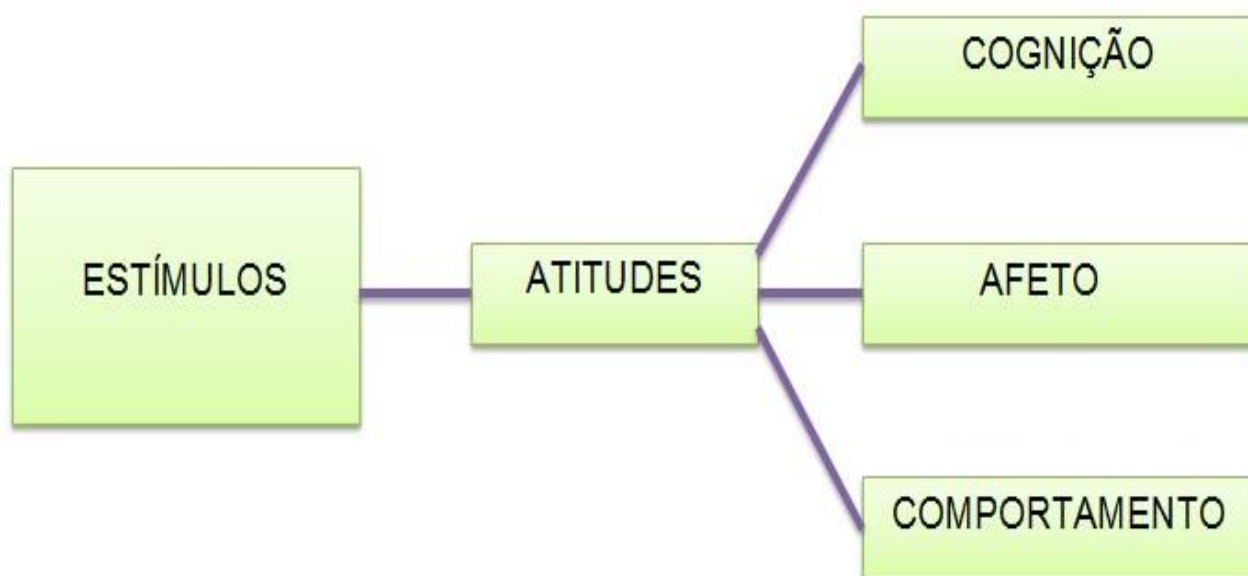 ESTÍMULOS
ATITUDES
COGNIÇÃO
AFETO
COMPORTAMENTO